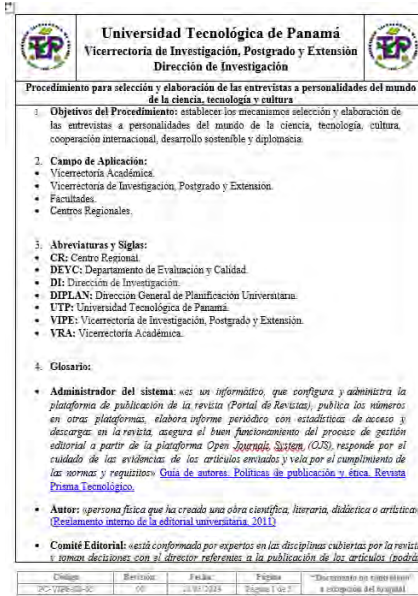 Universidad Tecnológica de Panamá
Vicerrectoría de Investigación, Postgrado y Extensión
Dirección de Investigación
Procedimiento para selección y elaboración de las entrevistas a personalidades del mundo
de la ciencia, tecnología y cultura
1. Objetivos del Procedimiento: establecer los mecanismos selección y elaboración de
las entrevistas a personalidades del mundo de la ciencia, tecnología, cultura,
cooperación internacional, desarrollo sostenible y diplomacia.
2. Campo de Aplicación:
• Vicerrectoría Académica.
• Vicerrectoría de Investigación, Postgrado y Extensión.
• Facultades.
• Centros Regionales.
3. Abreviaturas y Siglas:
• CR: Centro Regional.
• DEYC: Departamento de Evaluación y Calidad.
• DI: Dirección de Investigación.
• DIPLAN: Dirección General de Planificación Universitaria.
• UTP: Universidad Tecnológica de Panamá.
• VIPE: Vicerrectoría de Investigación, Postgrado y Extensión.
• VRA: Vicerrectoría Académica.
4. Glosario:
• Administrador del sistema: «es un informático, que configura y administra la
plataforma de publicación de la revista (Portal de Revistas), publica los números
en otras plataformas, elabora informe periódico con estadísticas de acceso y
descargas en la revista, asegura el buen funcionamiento del proceso de gestión
editorial a partir de la plataforma Open Journals System (OJS), responde por el
cuidado de las evidencias de los artículos enviados y vela por el cumplimiento de
las normas y requisitos» Guía de autores. Políticas de publicación y ética. Revista
Prisma Tecnológico.
• Autor: «persona física que ha creado una obra científica, literaria, didáctica o artística»
(Reglamento interno de la editorial universitaria, 2011)
• Comité Editorial: «está conformado por expertos en las disciplinas cubiertas por la revista
y toman decisiones con el director referentes a la publicación de los artículos (podrá
Código Revisión Fecha Página "Documento no controlado
00 Página 1 de 5 a excepción del original